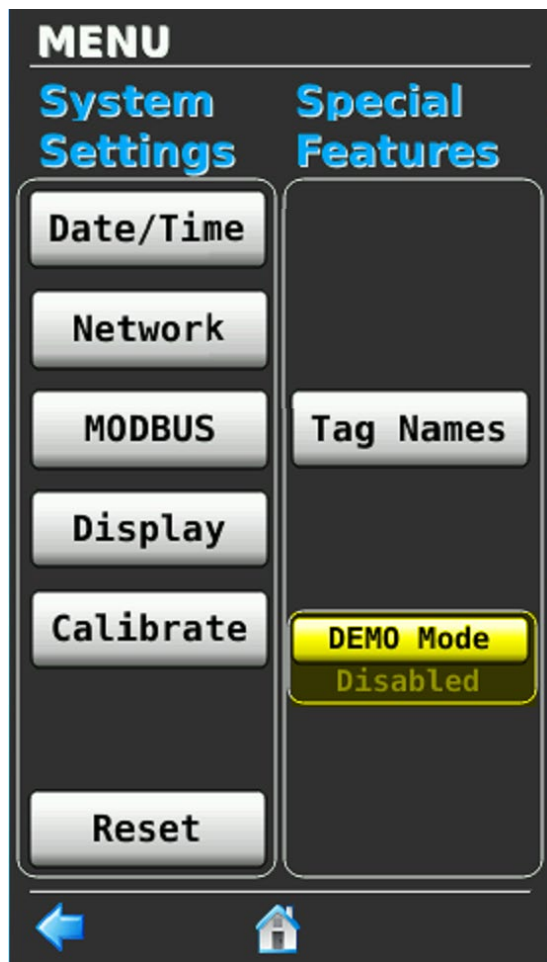 MENU
System
Settings
Date/Time
Network
MODBUS
Display
Calibrate
Reset
Special
Features
Tag Names
DEMO Mode
Disabled